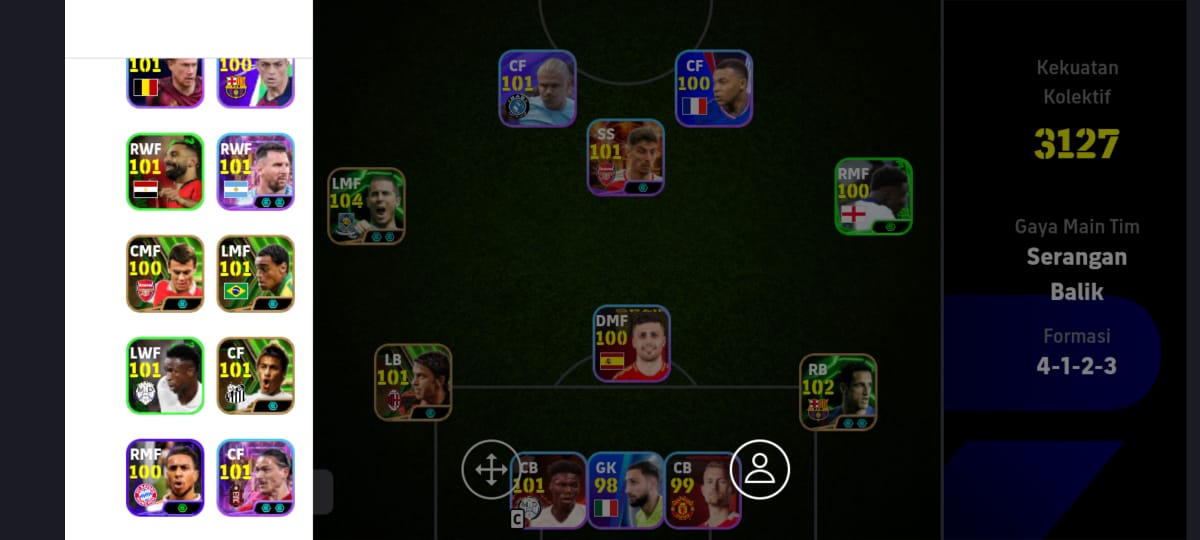 101
100
RWF
101
RWF
101
CMF
100
LMF
101
LWF
101
CF
101
RMF
100
CF
101
CF
101
CF
100
SS
101
LMF
104
RMF
100
DMF
100
LB
101
RB
102
CB
101
C
GK
98
CB
99
Kekuatan
Kolektif
3127
Gaya Main Tim
Serangan
Balik
Formasi
4-1-2-3